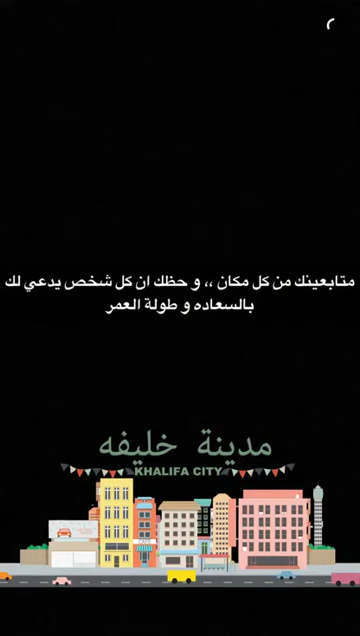 متابعينك من كل مكان ،، و حظك ان كل شخص يدعي لك
بالسعاده و طولة العمر
مدينة خليفه
KHALIFA CITY